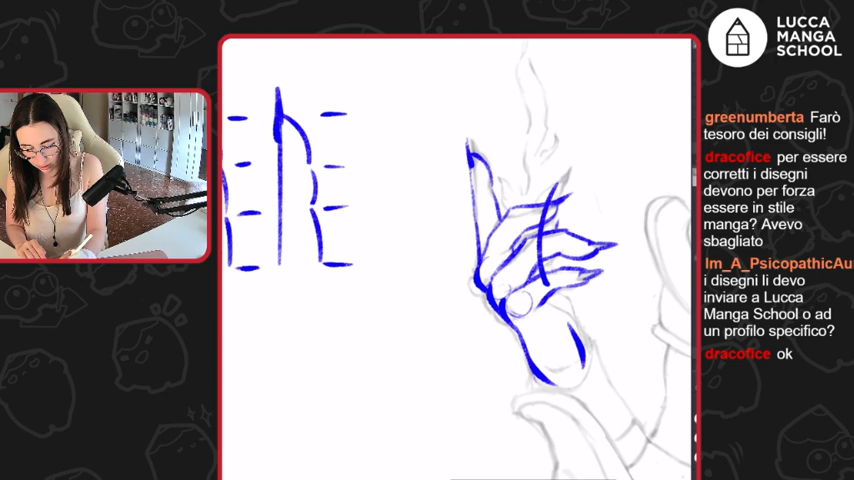 LUCCA
MANGA
SCHOOL
greenumberta Farò
tesoro dei consigli!
dracofice per essere
corretti i disegni
devono per forza
essere in stile
manga? Avevo
sbagliato
Im_A_PsicopathicAu
i disegni li devo
inviare a Lucca
Manga School o ad
un profilo specifico?
dracofice ok